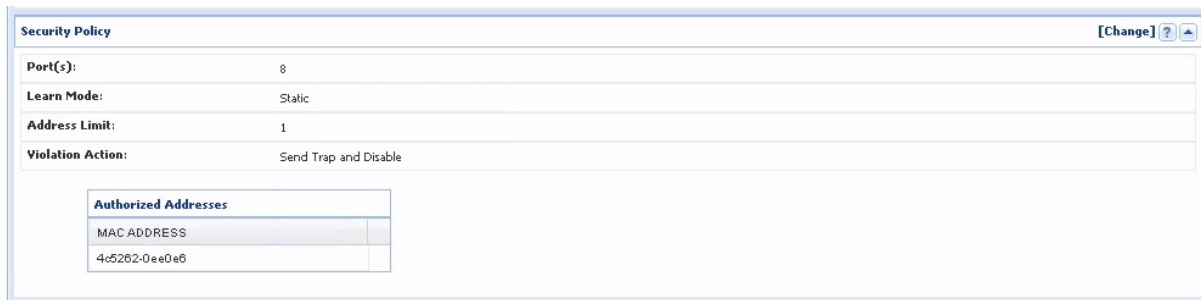 Security Policy [Change] ?
Port(s): 8
Learn Mode: Static
Address Limit: 1
Violation Action: Send Trap and Disable
Authorized Addresses
MAC ADDRESS
4c5262-0ee0e6